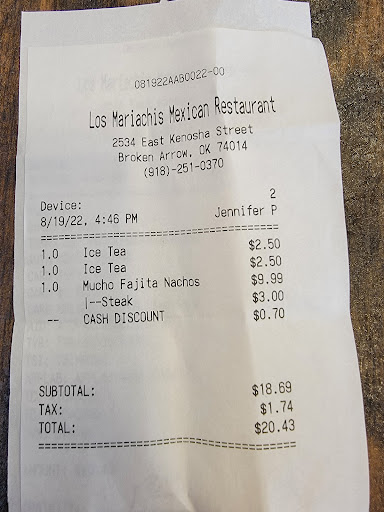 081922AAB0022-00
Los Mariachis Mexican Restaurant
2534 East Kenosha Street
Broken Arrow, OK 74014
(918)-251-0370
2
Device:
8/19/22, 4:46 PM Jennifer P
1.0 Ice Tea $2.50
1.0 Ice Tea $2.50
1.0 Mucho Fajita Nachos $9.99
|--Steak $3.00
-- CASH DISCOUNT $0.70
SUBTOTAL: $18.69
TAX: $1.74
TOTAL: $20.43